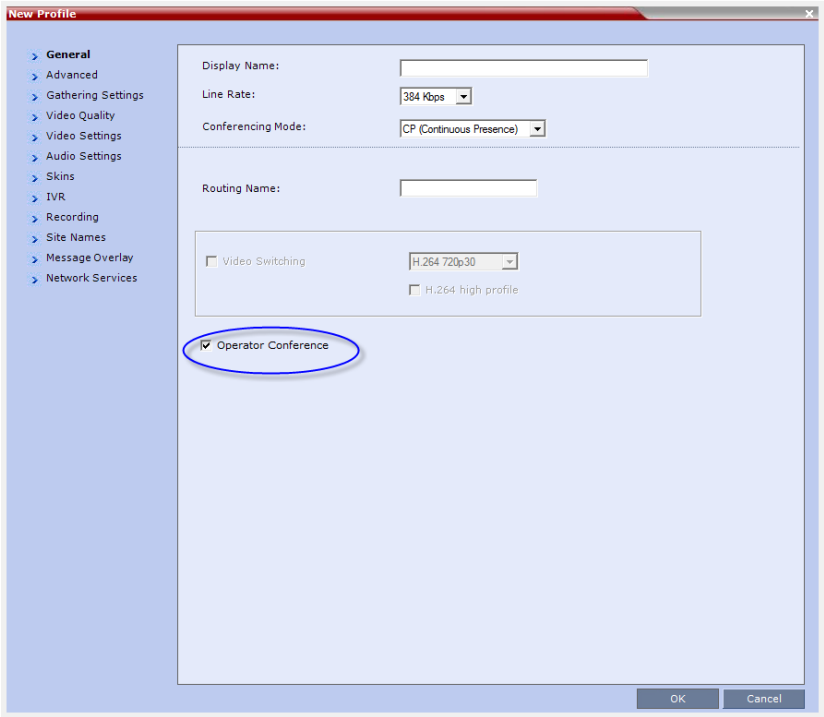 New Profile
General
Advanced
Gathering Settings
Video Quality
Video Settings
Audio Settings
Skins
IVR
Recording
Site Names
Message Overlay
Network Services
Display Name:
Line Rate:
384 Kbps
Conferencing Mode:
CP (Continuous Presence)
Routing Name:
Video Switching
H.264 720p30
H.264 high profile
Operator Conference
OK
Cancel